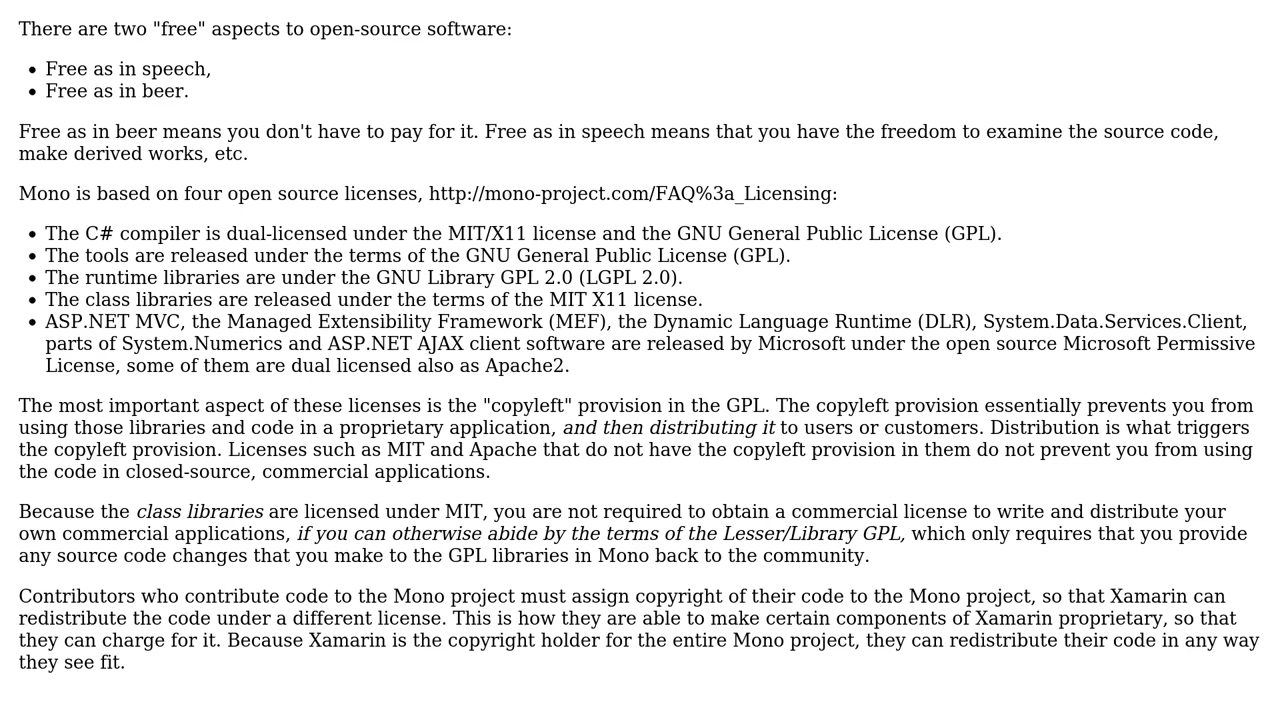 There are two "free" aspects to open-source software:
• Free as in speech,
• Free as in beer.
Free as in beer means you don't have to pay for it. Free as in speech means that you have the freedom to examine the source code,
make derived works, etc.
Mono is based on four open source licenses, http://mono-project.com/FAQ%3a_Licensing:
• The C# compiler is dual-licensed under the MIT/X11 license and the GNU General Public License (GPL).
• The tools are released under the terms of the GNU General Public License (GPL).
• The runtime libraries are under the GNU Library GPL 2.0 (LGPL 2.0).
• The class libraries are released under the terms of the MIT X11 license.
• ASP.NET MVC, the Managed Extensibility Framework (MEF), the Dynamic Language Runtime (DLR), System.Data.Services.Client,
parts of System.Numerics and ASP.NET AJAX client software are released by Microsoft under the open source Microsoft Permissive
License, some of them are dual licensed also as Apache2.
The most important aspect of these licenses is the "copyleft" provision in the GPL. The copyleft provision essentially prevents you from
using those libraries and code in a proprietary application, and then distributing it to users or customers. Distribution is what triggers
the copyleft provision. Licenses such as MIT and Apache that do not have the copyleft provision in them do not prevent you from using
the code in closed-source, commercial applications.
Because the class libraries are licensed under MIT, you are not required to obtain a commercial license to write and distribute your
own commercial applications, if you can otherwise abide by the terms of the Lesser/Library GPL, which only requires that you provide
any source code changes that you make to the GPL libraries in Mono back to the community.
Contributors who contribute code to the Mono project must assign copyright of their code to the Mono project, so that Xamarin can
redistribute the code under a different license. This is how they are able to make certain components of Xamarin proprietary, so that
they can charge for it. Because Xamarin is the copyright holder for the entire Mono project, they can redistribute their code in any way
they see fit.